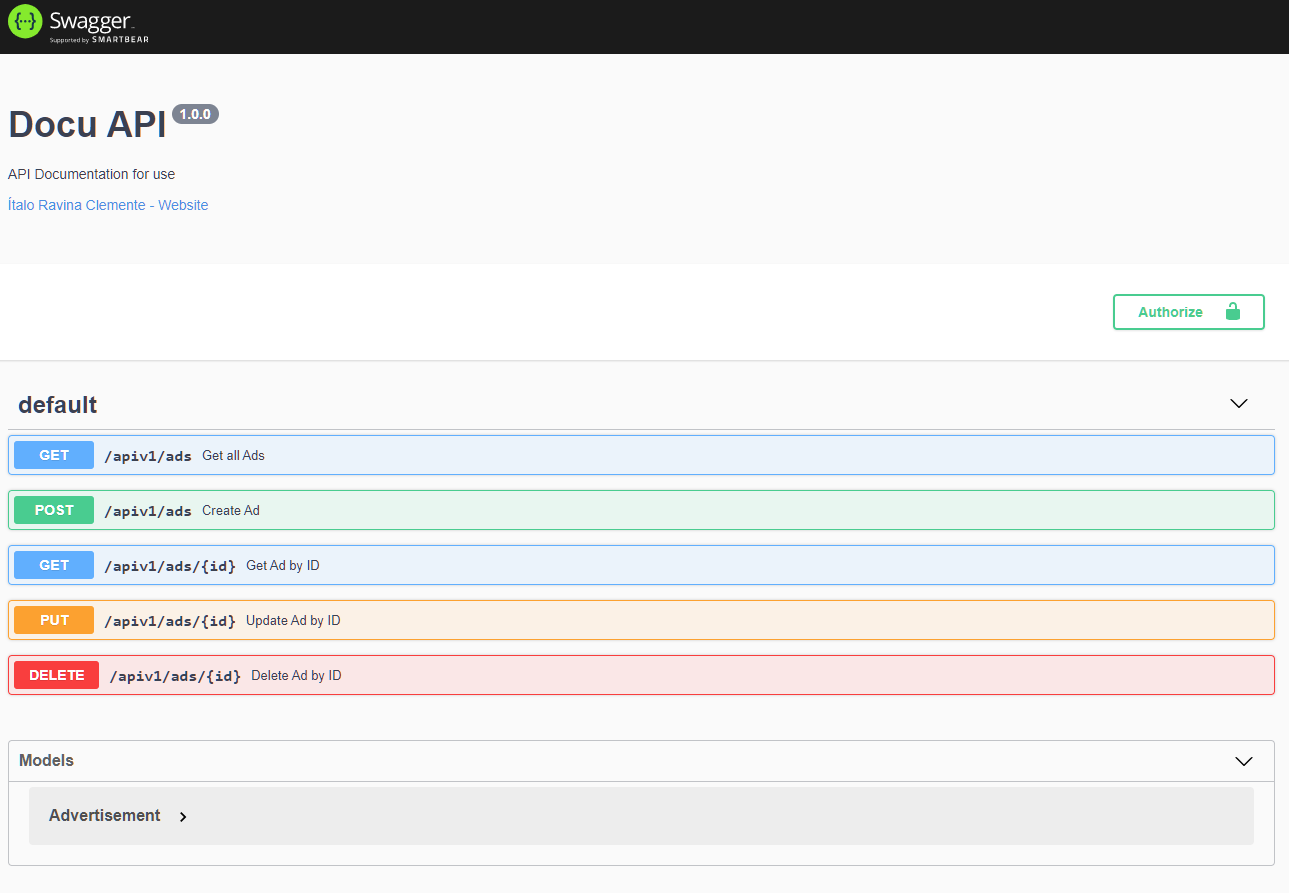 {···} Swagger
Supported by SMARTBEAR
Docu API 1.0.0
API Documentation for use
Ítalo Ravina Clemente - Website
Authorize
default
GET /apiv1/ads Get all Ads
POST /apiv1/ads Create Ad
GET /apiv1/ads/{id} Get Ad by ID
PUT /apiv1/ads/{id} Update Ad by ID
DELETE /apiv1/ads/{id} Delete Ad by ID
Models
Advertisement